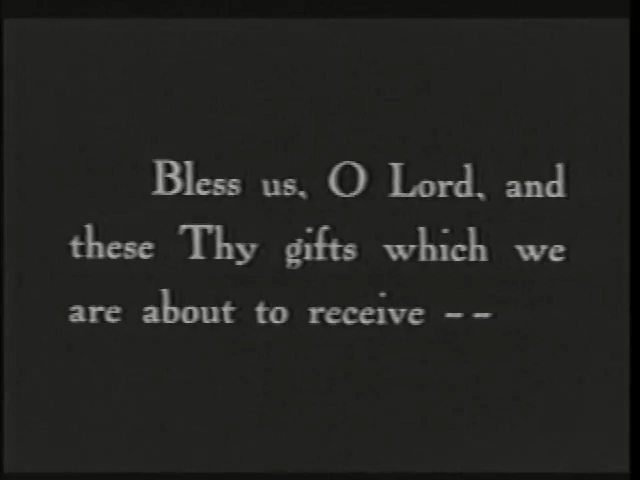 Bless us, O Lord, and
these Thy gifts which we
are about to receive --